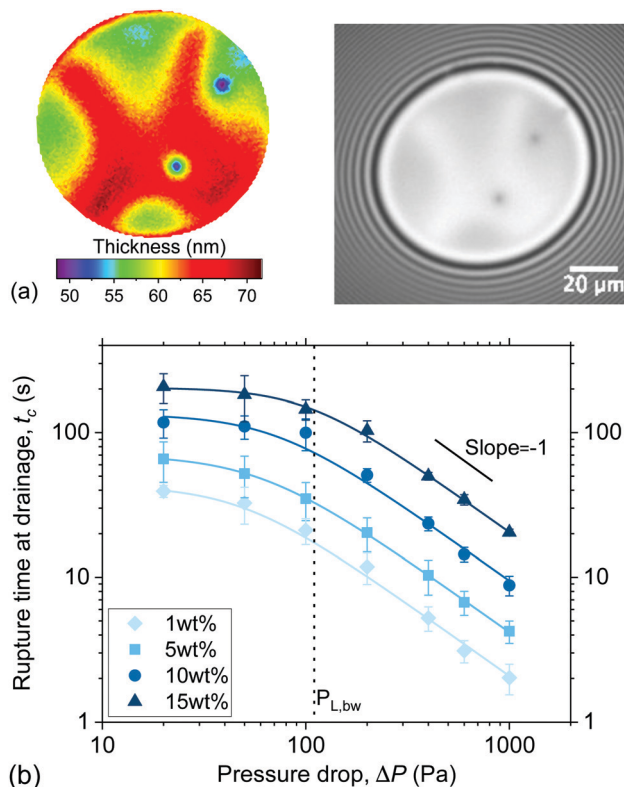 Thickness (nm)
50 55 60 65 70
(a)
20 μm
Rupture time at drainage, t_c (s)
100
10
1
100
10
1
Slope=-1
1wt%
5wt%
10wt%
15wt%
P_L,bw
10 100 1000
(b)
Pressure drop, ΔP (Pa)